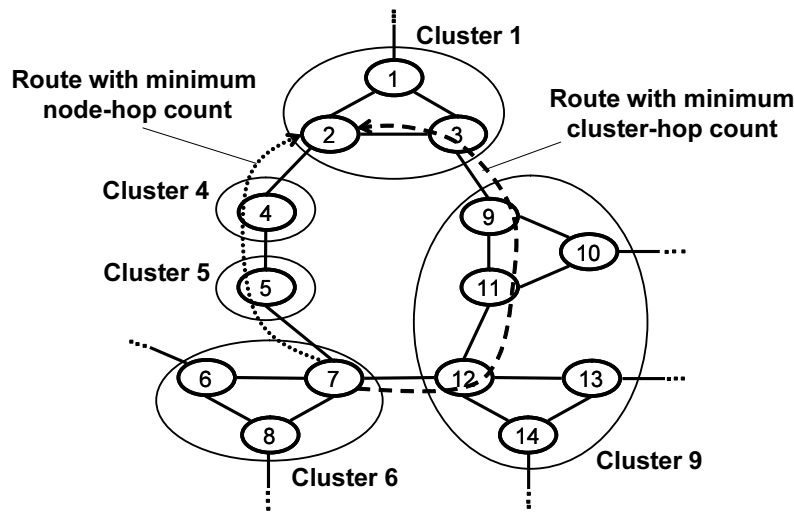 Cluster 1
Route with minimum
node-hop count
Route with minimum
cluster-hop count
1
2
3
Cluster 4
4
9
10
Cluster 5
5
11
6
7
12
13
8
14
Cluster 6
Cluster 9